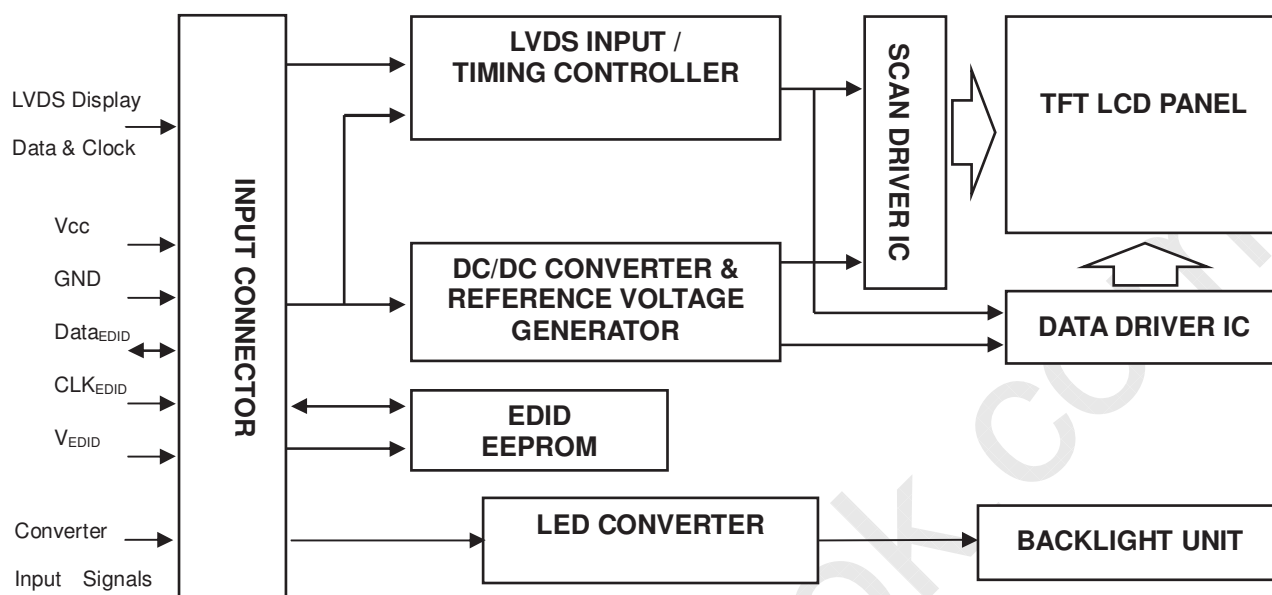 LVDS Display
Data & Clock
Vcc
GND
DataEDID
CLKEDID
VEDID
Converter
Input Signals
INPUT CONNECTOR
LVDS INPUT /
TIMING CONTROLLER
DC/DC CONVERTER &
REFERENCE VOLTAGE
GENERATOR
EDID
EEPROM
LED CONVERTER
SCAN DRIVER IC
TFT LCD PANEL
DATA DRIVER IC
BACKLIGHT UNIT